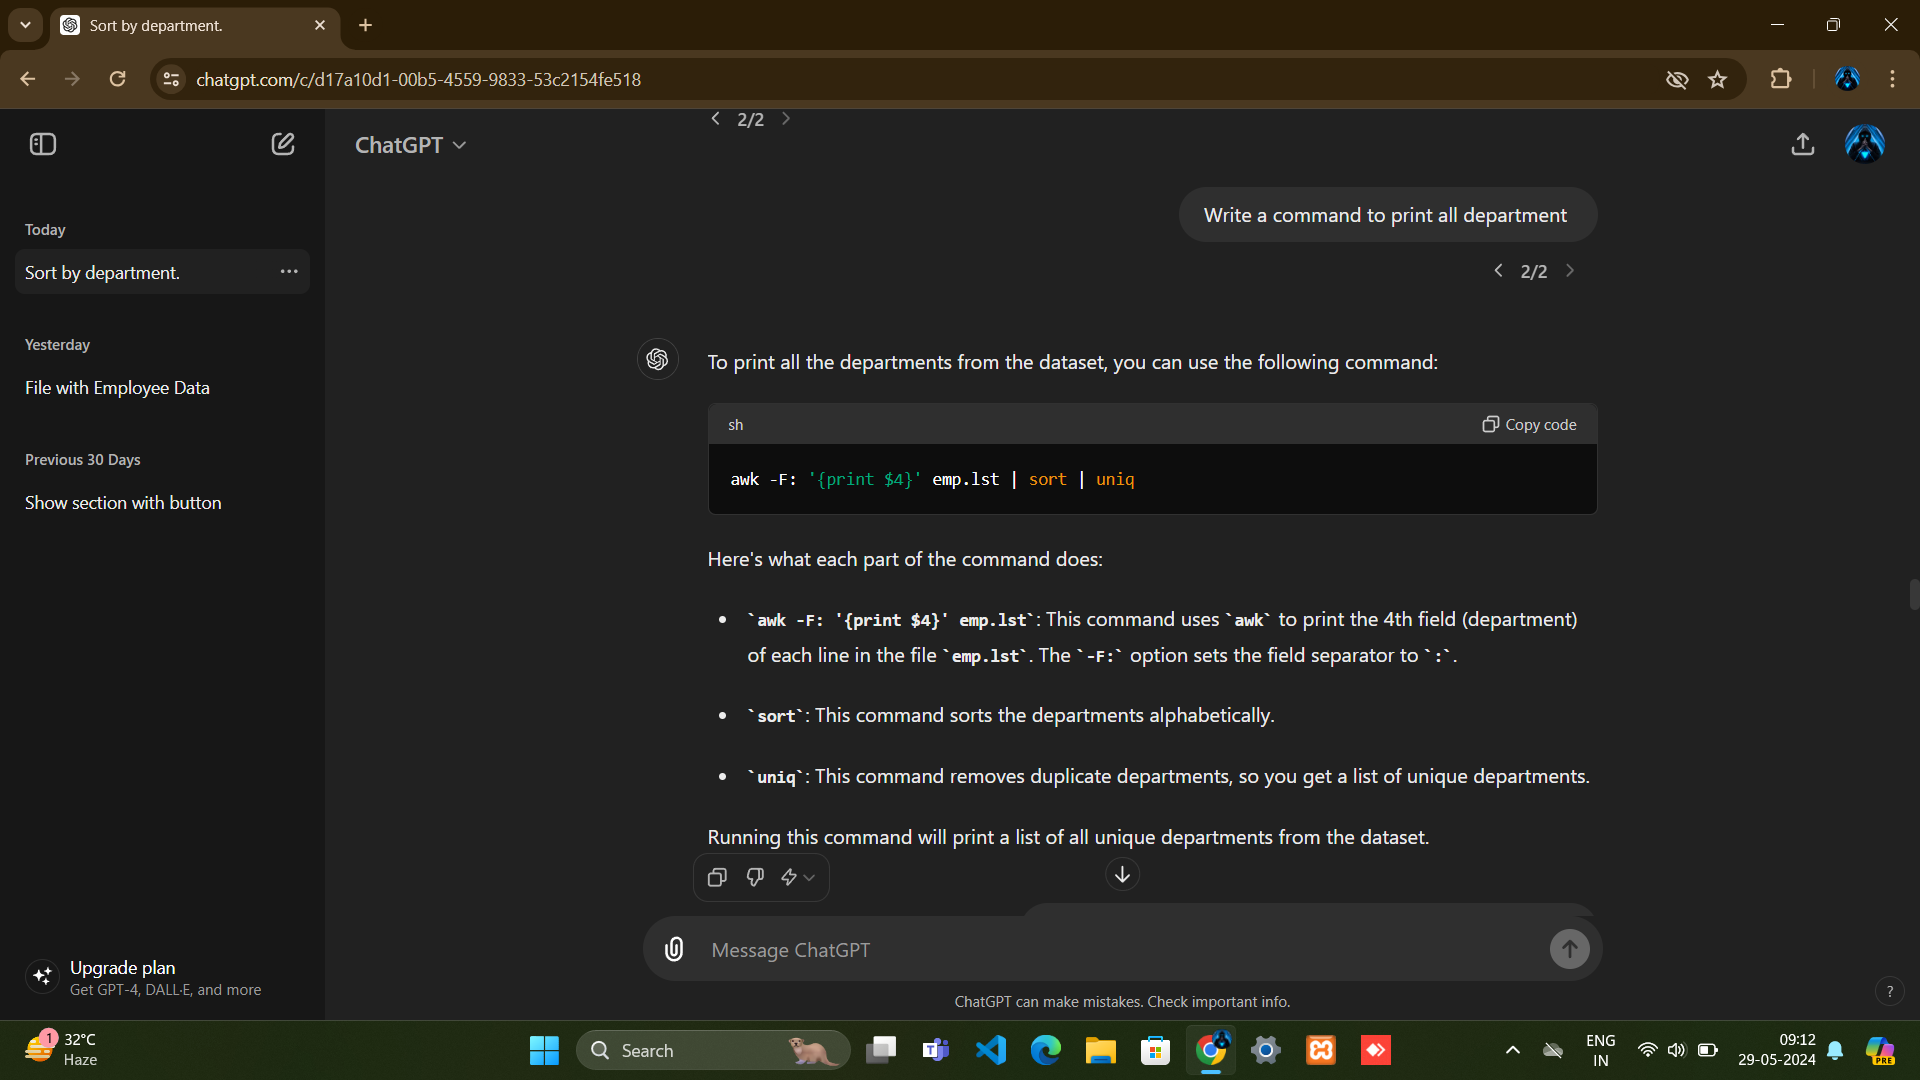 Sort by department.
chatgpt.com/c/d17a10d1-00b5-4559-9833-53c2154fe518
2/2
ChatGPT
Today
Sort by department.
Yesterday
File with Employee Data
Previous 30 Days
Show section with button
Upgrade plan
Get GPT-4, DALL·E, and more
Write a command to print all department
2/2
To print all the departments from the dataset, you can use the following command:
sh
Copy code
awk -F: '{print $4}' emp.lst | sort | uniq
Here's what each part of the command does:
• `awk -F: '{print $4}' emp.lst`: This command uses `awk` to print the 4th field (department)
of each line in the file `emp.lst`. The `-F:` option sets the field separator to `:`.
• `sort`: This command sorts the departments alphabetically.
• `uniq`: This command removes duplicate departments, so you get a list of unique departments.
Running this command will print a list of all unique departments from the dataset.
Message ChatGPT
ChatGPT can make mistakes. Check important info.
?
1
32°C
Haze
Search
ENG
IN
09:12
29-05-2024
PRE